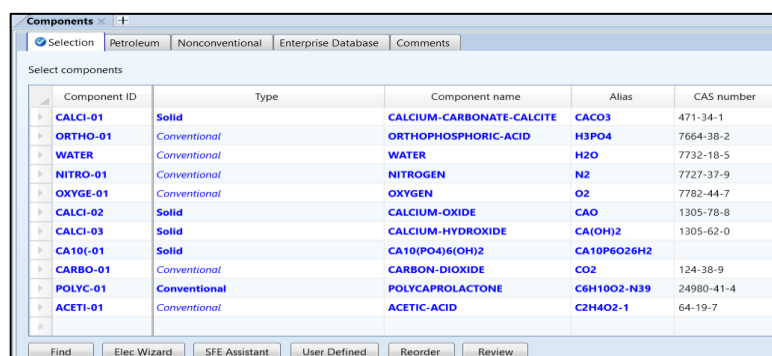 Components × +
Selection Petroleum Nonconventional Enterprise Database Comments
Select components
Component ID Type Component name Alias CAS number
CALCI-01 Solid CALCIUM-CARBONATE-CALCITE CACO3 471-34-1
ORTHO-01 Conventional ORTHOPHOSPHORIC-ACID H3PO4 7664-38-2
WATER Conventional WATER H2O 7732-18-5
NITRO-01 Conventional NITROGEN N2 7727-37-9
OXYGE-01 Conventional OXYGEN O2 7782-44-7
CALCI-02 Solid CALCIUM-OXIDE CAO 1305-78-8
CALCI-03 Solid CALCIUM-HYDROXIDE CA(OH)2 1305-62-0
CA10(-01 Solid CA10(PO4)6(OH)2 CA10P6O26H2
CARBO-01 Conventional CARBON-DIOXIDE CO2 124-38-9
POLYC-01 Conventional POLYCAPROLACTONE C6H10O2-N39 24980-41-4
ACETI-01 Conventional ACETIC-ACID C2H4O2-1 64-19-7
Find Elec Wizard SFE Assistant User Defined Reorder Review